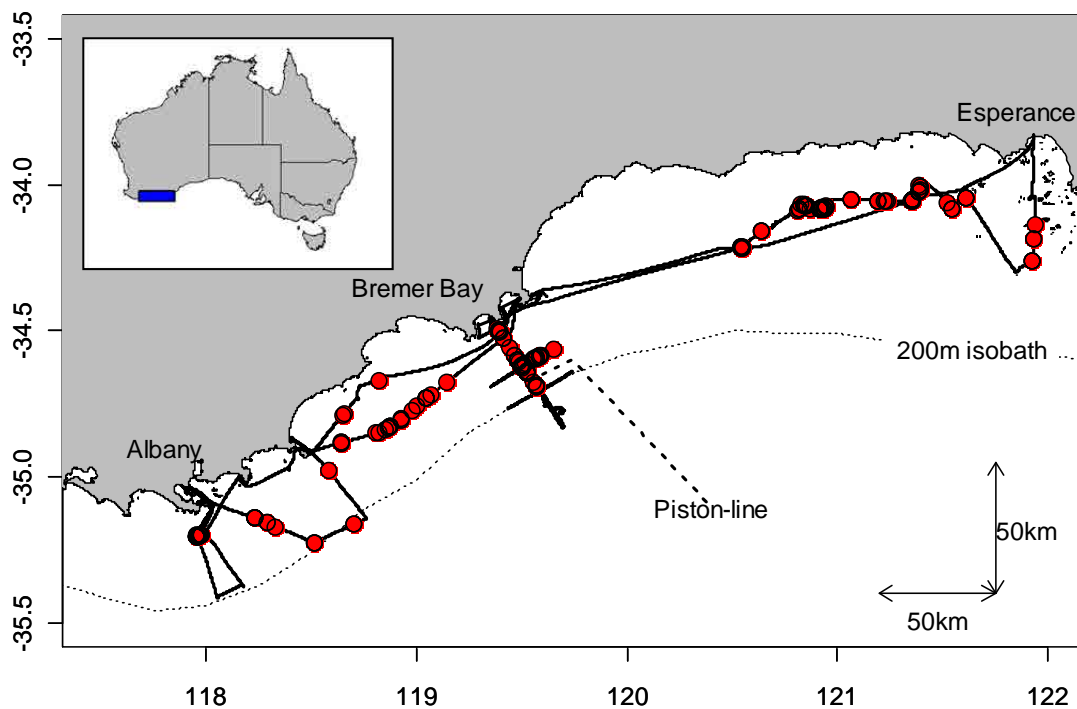 -33.5
-34.0
-34.5
-35.0
-35.5
Esperance
Bremer Bay
200m isobath
Albany
Piston-line
50km
50km
118
119
120
121
122